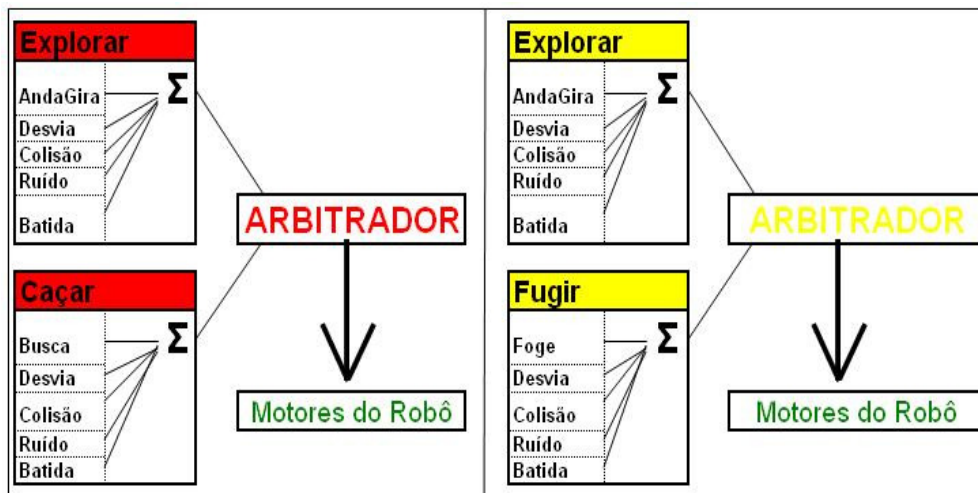 Explorar
AndaGira
Σ
Desvia
Colisão
Ruído
Batida
ARBITRADOR
Caçar
Busca
Σ
Desvia
Colisão
Ruído
Batida
Motores do Robô
Explorar
AndaGira
Σ
Desvia
Colisão
Ruído
Batida
ARBITRADOR
Fugir
Foge
Σ
Desvia
Colisão
Ruído
Batida
Motores do Robô